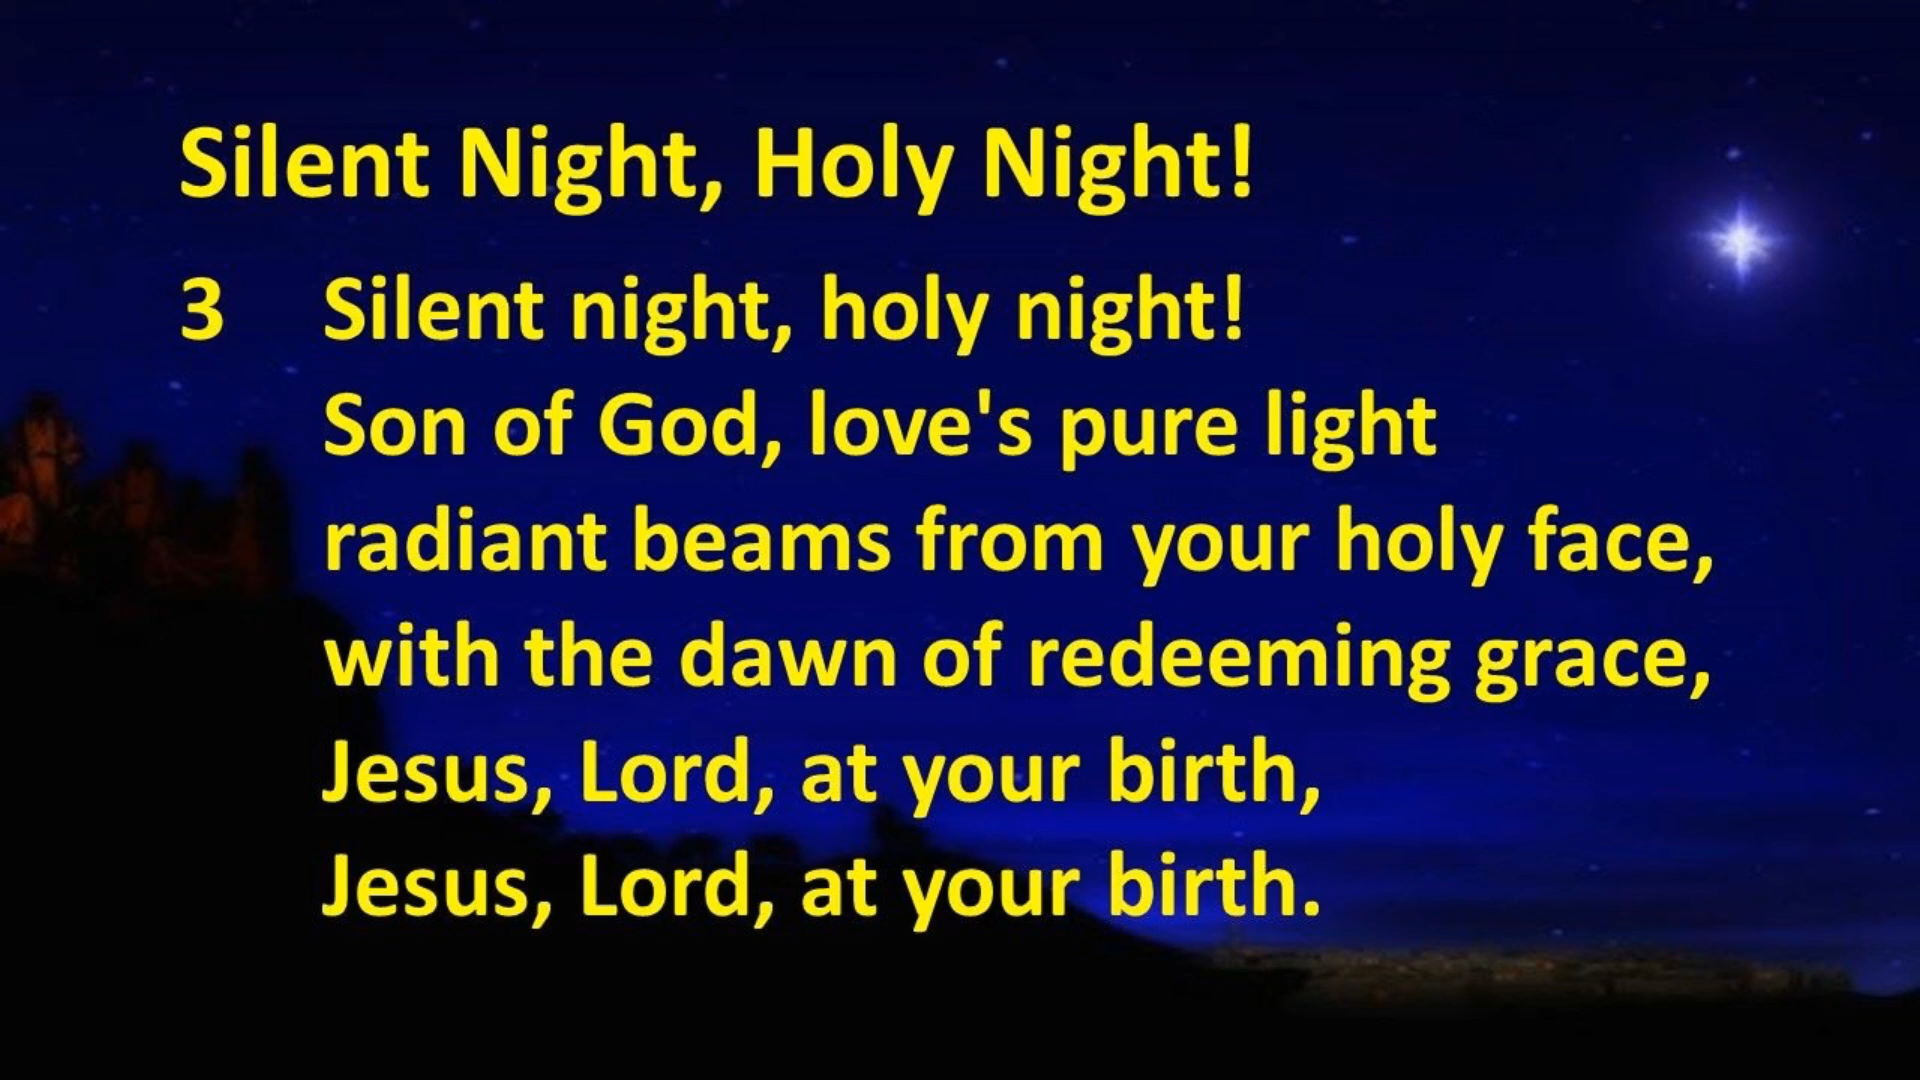 Silent Night, Holy Night!
3 Silent night, holy night!
Son of God, love's pure light
radiant beams from your holy face,
with the dawn of redeeming grace,
Jesus, Lord, at your birth,
Jesus, Lord, at your birth.